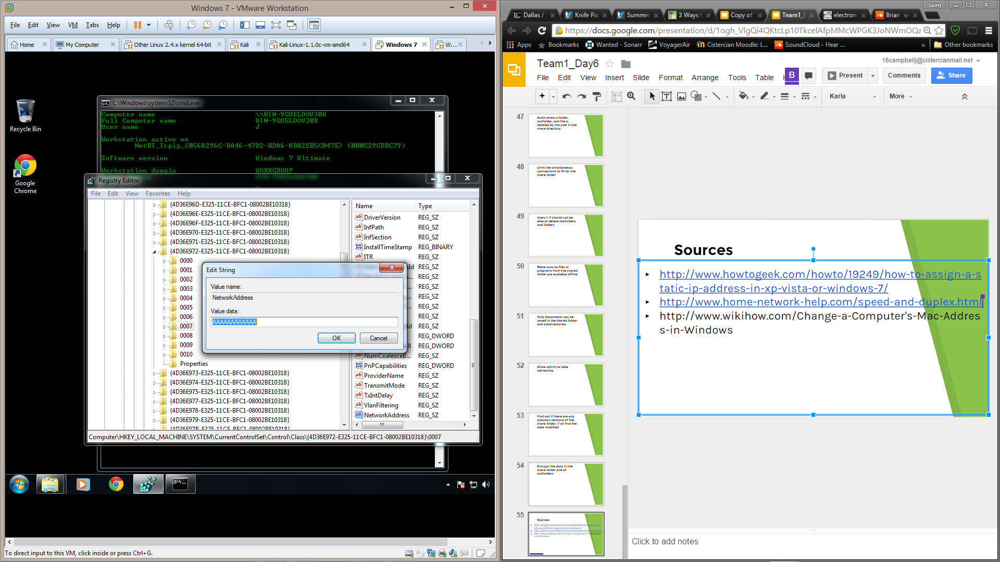 Windows 7 - VMware Workstation
File Edit View VM Tabs Help
Home
My Computer
Other Linux 2.4.x kernel 64-bit
Kali
Kali-Linux-1.1.0c-vm-amd64
Windows 7
W...
Recycle Bin
Google
Chrome
C:\Windows\system32\cmd.exe
Computer name \\WIN-9GUELOOV30K
Full Computer name WIN-9GUELOOV30K
User name J
Workstation active on
NetBT_Tcpip_{0568296C-DA46-47D2-BDA6-8BA2EB5C047E} (000C29CDBC79)
Software version Windows 7 Ultimate
Workstation domain WORKGROUP
Registry Editor
File Edit View Favorites Help
{4D36E96D-E325-11CE-BFC1-08002BE10318}
{4D36E96E-E325-11CE-BFC1-08002BE10318}
{4D36E96F-E325-11CE-BFC1-08002BE10318}
{4D36E970-E325-11CE-BFC1-08002BE10318}
{4D36E971-E325-11CE-BFC1-08002BE10318}
{4D36E972-E325-11CE-BFC1-08002BE10318}
0000
0001
0002
0003
0004
0005
0006
0007
0008
0009
0010
Properties
{4D36E973-E325-11CE-BFC1-08002BE10318}
{4D36E974-E325-11CE-BFC1-08002BE10318}
{4D36E975-E325-11CE-BFC1-08002BE10318}
{4D36E977-E325-11CE-BFC1-08002BE10318}
{4D36E978-E325-11CE-BFC1-08002BE10318}
{4D36E979-E325-11CE-BFC1-08002BE10318}
{4D36E97B-E325-11CE-BFC1-08002BE10318}
Name Type
DriverVersion REG_SZ
InfPath REG_SZ
InfSection REG_SZ
InstallTimeStamp REG_BINARY
ITR REG_SZ
REG_SZ
REG_SZ
REG_SZ
REG_SZ
REG_SZ
REG_SZ
REG_SZ
REG_DWORD
REG_DWORD
NumCoalesceB... REG_SZ
PnPCapabilities REG_DWORD
ProviderName REG_SZ
TransmitMode REG_SZ
TxIntDelay REG_SZ
VlanFiltering REG_SZ
NetworkAddress REG_SZ
Edit String
Value name:
NetworkAddress
Value data:
AAAAAAAAAAAA
OK Cancel
Computer\HKEY_LOCAL_MACHINE\SYSTEM\CurrentControlSet\Control\Class\{4D36E972-E325-11CE-BFC1-08002BE10318}\0007
To direct input to this VM, click inside or press Ctrl+G.
Jared
Dallas /
Knife Pa
Summer
3 Ways t
Copy of
Team1_D
electroni
Brian
https://docs.google.com/presentation/d/1ogh_VlgQi4QKtcLp10TkcelAfpMMcWPGK3JoNWmOQz
Apps Bookmarks Wanted - Sonarr VoyagerAir Cistercian Moodle: L... SoundCloud - Hear ... » Other bookmarks
Team1_Day6
16campbellj@cistercianmail.net
File Edit View Insert Slide Format Arrange Tools Table
B
Present
Comments
Share
Karla
More
47
Audit when a folder,
subfolder, and file is
deleted by the user in the
share directory
48
Limit the simultaneous
connections to 10 for the
share folder
49
Users 1-7 should not be
able to delete subfolders
and folders
50
Make sure no files or
programs from the shared
folder are available offline
51
Only documents can be
saved in the shared folder
and subdirectories
52
Allow admin to take
ownership
53
Find out if there are any
previous versions of the
share folder, if so find the
date modified
54
Encrypt the data in the
share folder and all
subfolders
55
Sources
Sources
http://www.howtogeek.com/howto/19249/how-to-assign-a-s
tatic-ip-address-in-xp-vista-or-windows-7/
http://www.home-network-help.com/speed-and-duplex.html
http://www.wikihow.com/Change-a-Computer's-Mac-Addres
s-in-Windows
Click to add notes